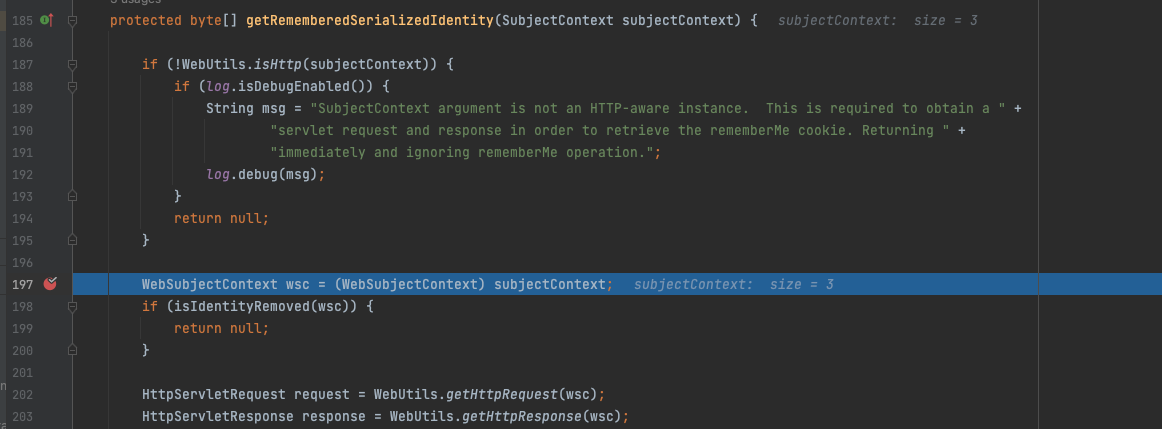 3 usages
185 protected byte[] getRememberedSerializedIdentity(SubjectContext subjectContext) { subjectContext: size = 3
186
187 if (!WebUtils.isHttp(subjectContext)) {
188 if (log.isDebugEnabled()) {
189 String msg = "SubjectContext argument is not an HTTP-aware instance.  This is required to obtain a " +
190 "servlet request and response in order to retrieve the rememberMe cookie. Returning " +
191 "immediately and ignoring rememberMe operation.";
192 log.debug(msg);
193 }
194 return null;
195 }
196
197 WebSubjectContext wsc = (WebSubjectContext) subjectContext; subjectContext: size = 3
198 if (isIdentityRemoved(wsc)) {
199 return null;
200 }
201
202 HttpServletRequest request = WebUtils.getHttpRequest(wsc);
203 HttpServletResponse response = WebUtils.getHttpResponse(wsc);